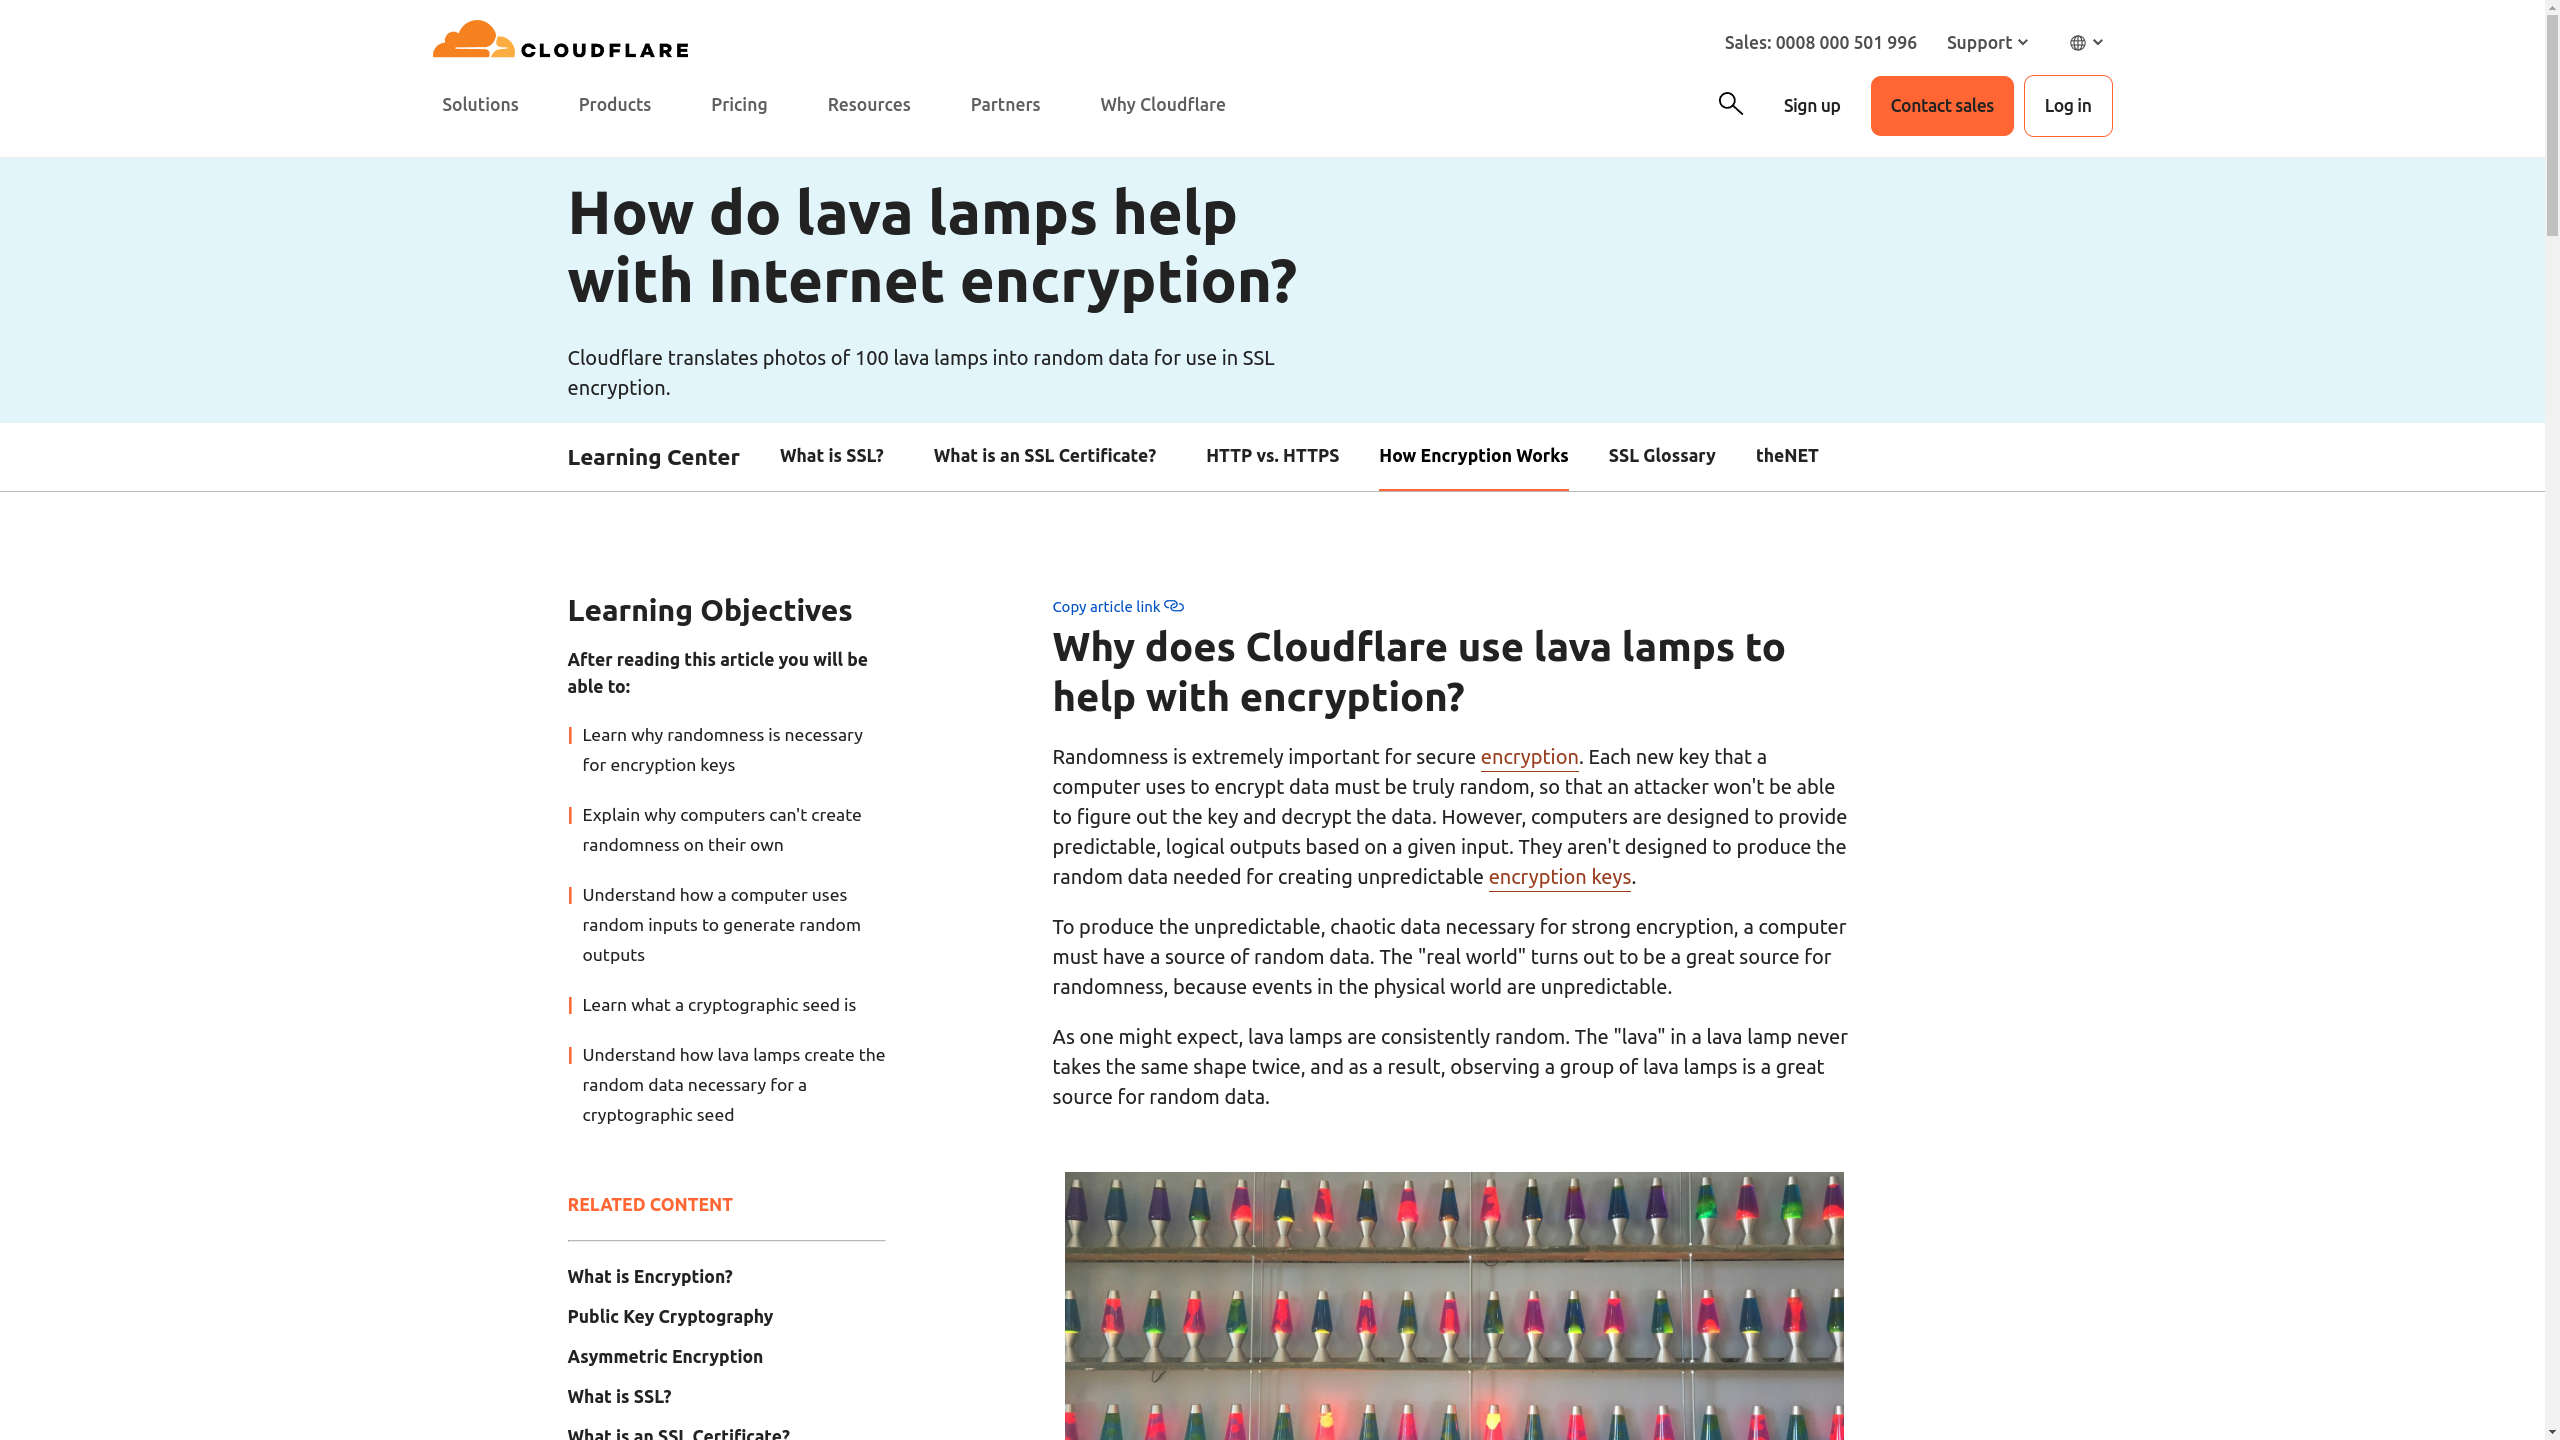 CLOUDFLARE
Sales: 0008 000 501 996 Support
Solutions Products Pricing Resources Partners Why Cloudflare Sign up Contact sales Log in
How do lava lamps help
with Internet encryption?
Cloudflare translates photos of 100 lava lamps into random data for use in SSL
encryption.
Learning Center What is SSL? What is an SSL Certificate? HTTP vs. HTTPS How Encryption Works SSL Glossary theNET
Learning Objectives
After reading this article you will be
able to:
Learn why randomness is necessary
for encryption keys
Explain why computers can't create
randomness on their own
Understand how a computer uses
random inputs to generate random
outputs
Learn what a cryptographic seed is
Understand how lava lamps create the
random data necessary for a
cryptographic seed
RELATED CONTENT
What is Encryption?
Public Key Cryptography
Asymmetric Encryption
What is SSL?
What is an SSL Certificate?
Copy article link
Why does Cloudflare use lava lamps to
help with encryption?
Randomness is extremely important for secure encryption. Each new key that a
computer uses to encrypt data must be truly random, so that an attacker won't be able
to figure out the key and decrypt the data. However, computers are designed to provide
predictable, logical outputs based on a given input. They aren't designed to produce the
random data needed for creating unpredictable encryption keys.
To produce the unpredictable, chaotic data necessary for strong encryption, a computer
must have a source of random data. The "real world" turns out to be a great source for
randomness, because events in the physical world are unpredictable.
As one might expect, lava lamps are consistently random. The "lava" in a lava lamp never
takes the same shape twice, and as a result, observing a group of lava lamps is a great
source for random data.